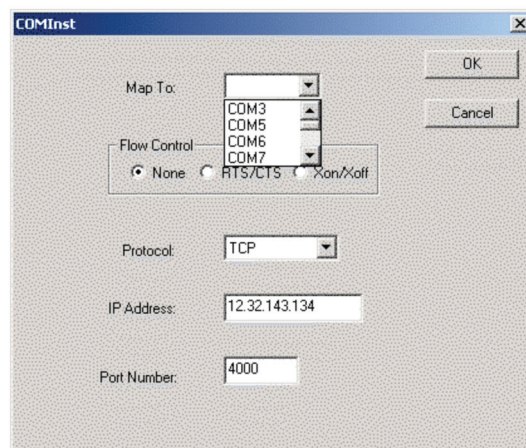 COMInst
OK
Map To:
COM3
Cancel
COM5
COM6
COM7
Flow Control
None RTS/CTS Xon/Xoff
Protocol: TCP
IP Address: 12.32.143.134
Port Number: 4000